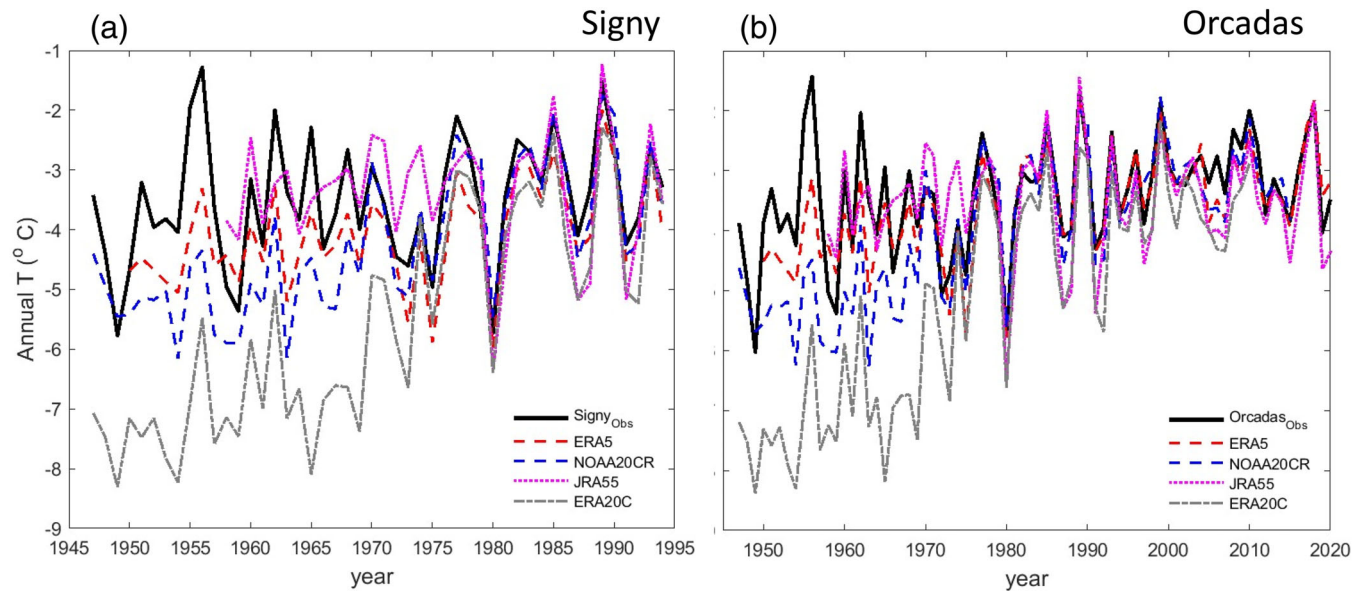 (a) Signy
(b) Orcadas
Annual T (° C)
-1
-2
-3
-4
-5
-6
-7
-8
-9
Signy_Obs
ERA5
NOAA20CR
JRA55
ERA20C
1945 1950 1955 1960 1965 1970 1975 1980 1985 1990 1995
year
Orcadas_Obs
ERA5
NOAA20CR
JRA55
ERA20C
1950 1960 1970 1980 1990 2000 2010 2020
year